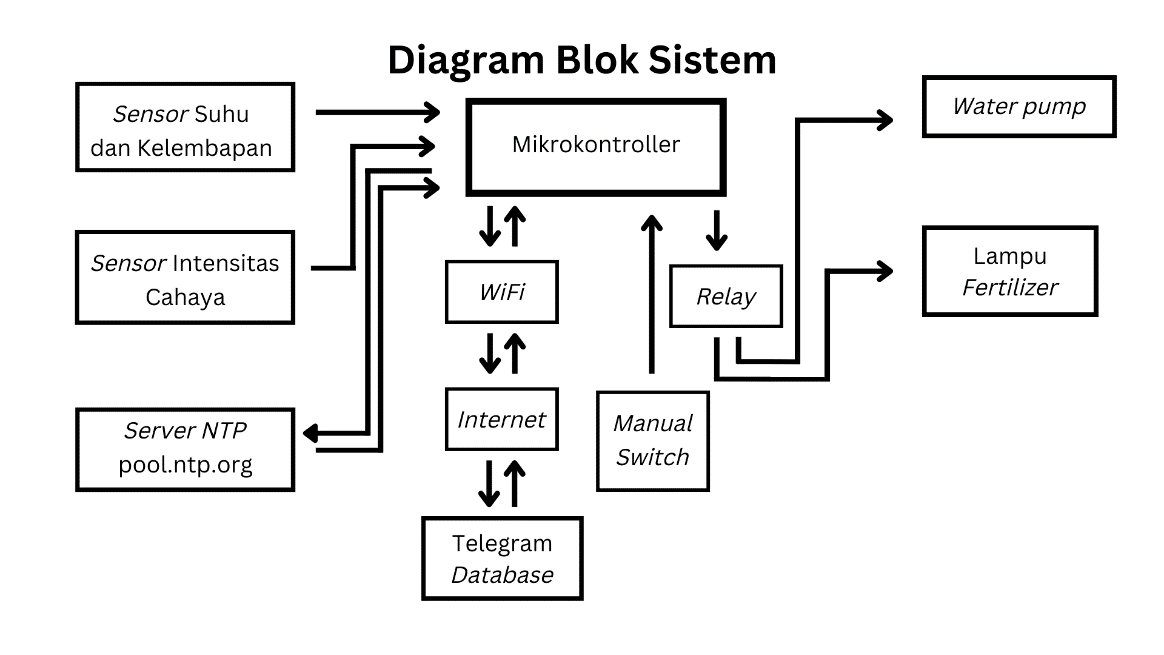 Diagram Blok Sistem
Sensor Suhu
dan Kelembapan
Mikrokontroller
Water pump
Sensor Intensitas
Cahaya
WiFi
Relay
Lampu
Fertilizer
Server NTP
pool.ntp.org
Internet
Manual
Switch
Telegram
Database